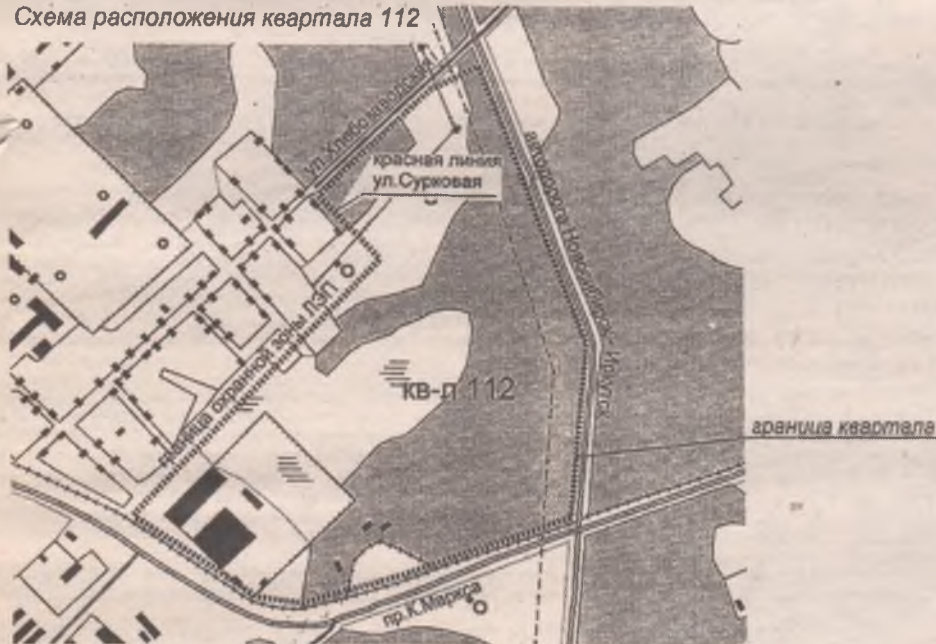 Схема расположения квартала 112
ул. Хлебозаводская
красная линия
ул.Сурковая
автодорога Новосибирск - Иркутск
граница охранной зоны ЛЭП
кв-л 112
граница квартала
пр.К.Маркса